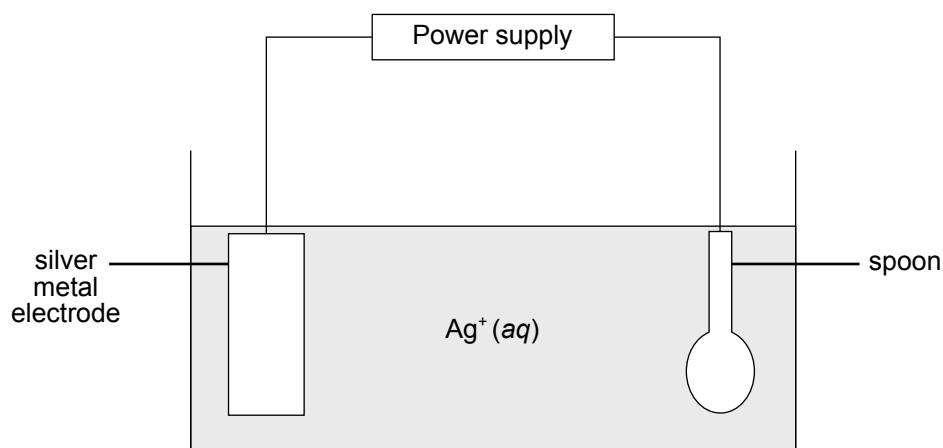 Power supply
silver
metal
electrode
spoon
Ag⁺ (aq)